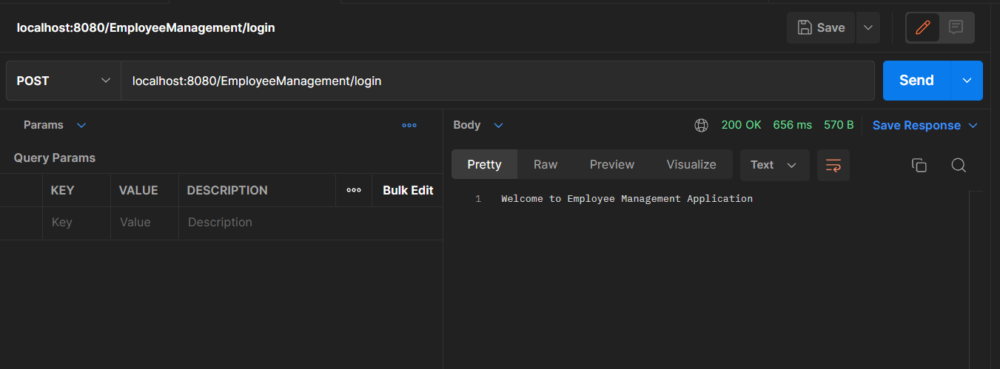 localhost:8080/EmployeeManagement/login
Save
POST
localhost:8080/EmployeeManagement/login
Send
Params
Body
200 OK 656 ms 570 B Save Response
Query Params
Pretty Raw Preview Visualize Text
KEY VALUE DESCRIPTION Bulk Edit
Key Value Description
1 Welcome to Employee Management Application